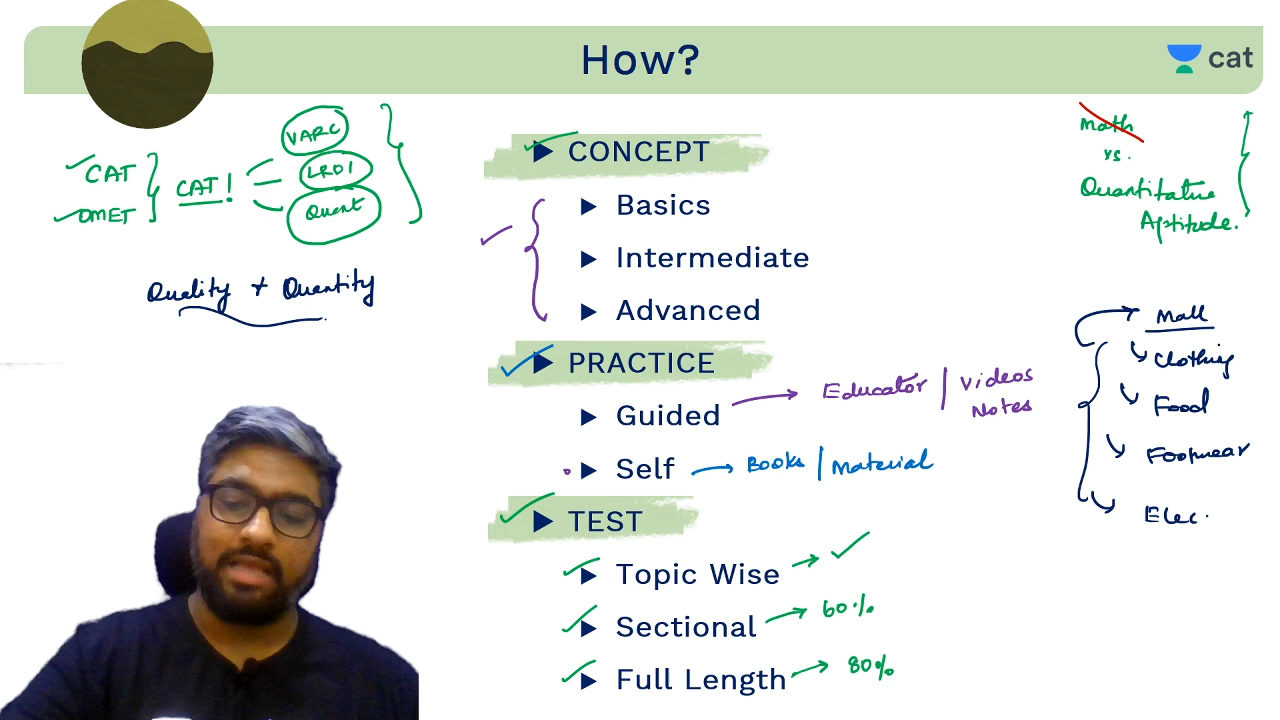 How?
cat
CAT
OMET
CAT!
VARC
LRDI
Quant
Quality + Quantity
CONCEPT
Basics
Intermediate
Advanced
PRACTICE
Guided → Educator | Videos
Notes
Self → Books | Material
TEST
Topic Wise →
Sectional → 60%
Full Length → 80%
Math
vs.
Quantitative
Aptitude.
Mall
Clothing
Food
Footwear
Elec.